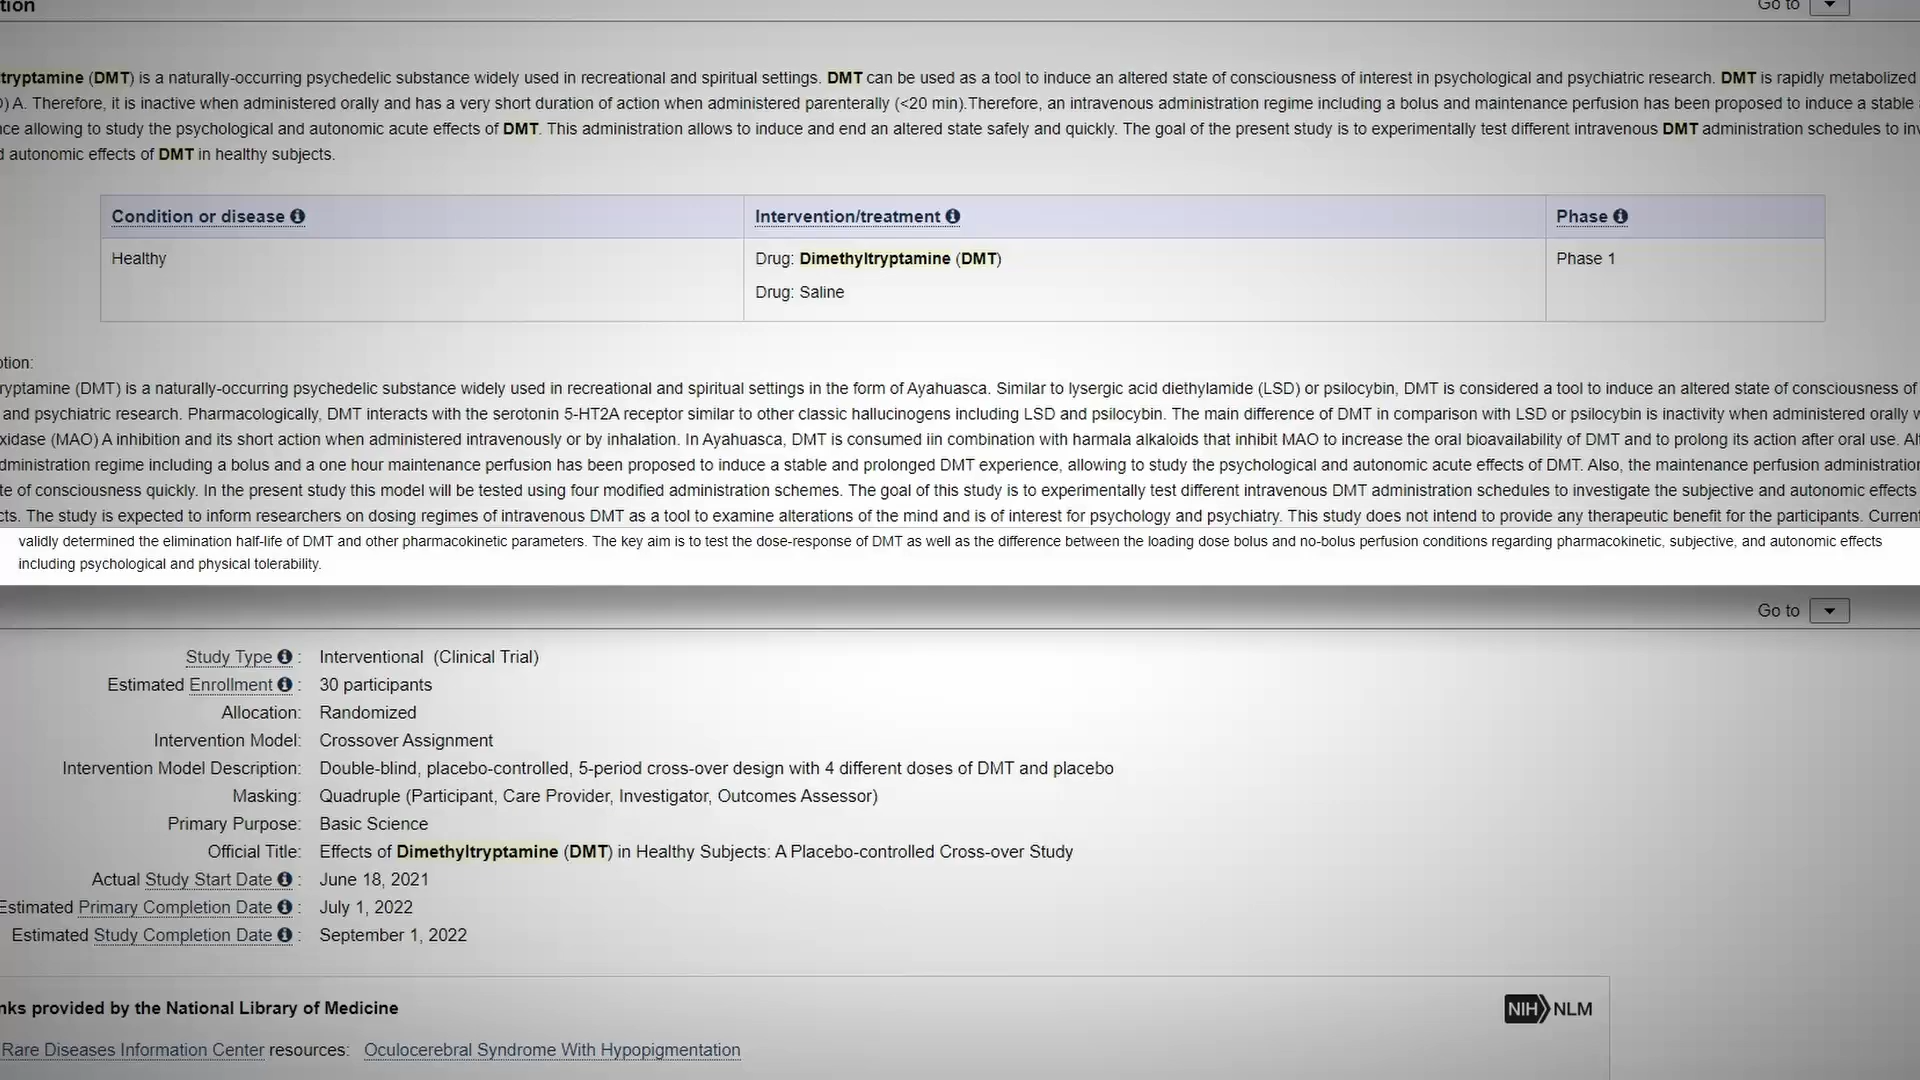 tion
Go to
tryptamine (DMT) is a naturally-occurring psychedelic substance widely used in recreational and spiritual settings. DMT can be used as a tool to induce an altered state of consciousness of interest in psychological and psychiatric research. DMT is rapidly metabolized
) A. Therefore, it is inactive when administered orally and has a very short duration of action when administered parenterally (<20 min).Therefore, an intravenous administration regime including a bolus and maintenance perfusion has been proposed to induce a stable
ce allowing to study the psychological and autonomic acute effects of DMT. This administration allows to induce and end an altered state safely and quickly. The goal of the present study is to experimentally test different intravenous DMT administration schedules to inv
d autonomic effects of DMT in healthy subjects.
Condition or disease Intervention/treatment Phase
Healthy Drug: Dimethyltryptamine (DMT) Phase 1
Drug: Saline
ption:
ryptamine (DMT) is a naturally-occurring psychedelic substance widely used in recreational and spiritual settings in the form of Ayahuasca. Similar to lysergic acid diethylamide (LSD) or psilocybin, DMT is considered a tool to induce an altered state of consciousness of
and psychiatric research. Pharmacologically, DMT interacts with the serotonin 5-HT2A receptor similar to other classic hallucinogens including LSD and psilocybin. The main difference of DMT in comparison with LSD or psilocybin is inactivity when administered orally w
xidase (MAO) A inhibition and its short action when administered intravenously or by inhalation. In Ayahuasca, DMT is consumed iin combination with harmala alkaloids that inhibit MAO to increase the oral bioavailability of DMT and to prolong its action after oral use. Al
dministration regime including a bolus and a one hour maintenance perfusion has been proposed to induce a stable and prolonged DMT experience, allowing to study the psychological and autonomic acute effects of DMT. Also, the maintenance perfusion administration
te of consciousness quickly. In the present study this model will be tested using four modified administration schemes. The goal of this study is to experimentally test different intravenous DMT administration schedules to investigate the subjective and autonomic effects
cts. The study is expected to inform researchers on dosing regimes of intravenous DMT as a tool to examine alterations of the mind and is of interest for psychology and psychiatry. This study does not intend to provide any therapeutic benefit for the participants. Current
validly determined the elimination half-life of DMT and other pharmacokinetic parameters. The key aim is to test the dose-response of DMT as well as the difference between the loading dose bolus and no-bolus perfusion conditions regarding pharmacokinetic, subjective, and autonomic effects
including psychological and physical tolerability.
Go to
Study Type : Interventional (Clinical Trial)
Estimated Enrollment : 30 participants
Allocation: Randomized
Intervention Model: Crossover Assignment
Intervention Model Description: Double-blind, placebo-controlled, 5-period cross-over design with 4 different doses of DMT and placebo
Masking: Quadruple (Participant, Care Provider, Investigator, Outcomes Assessor)
Primary Purpose: Basic Science
Official Title: Effects of Dimethyltryptamine (DMT) in Healthy Subjects: A Placebo-controlled Cross-over Study
Actual Study Start Date : June 18, 2021
Estimated Primary Completion Date : July 1, 2022
Estimated Study Completion Date : September 1, 2022
nks provided by the National Library of Medicine
NIH NLM
Rare Diseases Information Center resources: Oculocerebral Syndrome With Hypopigmentation